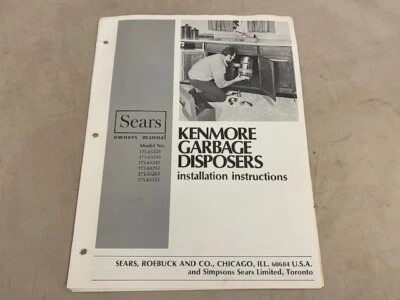 Sears
owners manual
Model No.
KENMORE
GARBAGE
DISPOSERS
installation instructions
SEARS, ROEBUCK AND CO., CHICAGO, ILL. 60684 U.S.A.
and Simpsons Sears Limited, Toronto